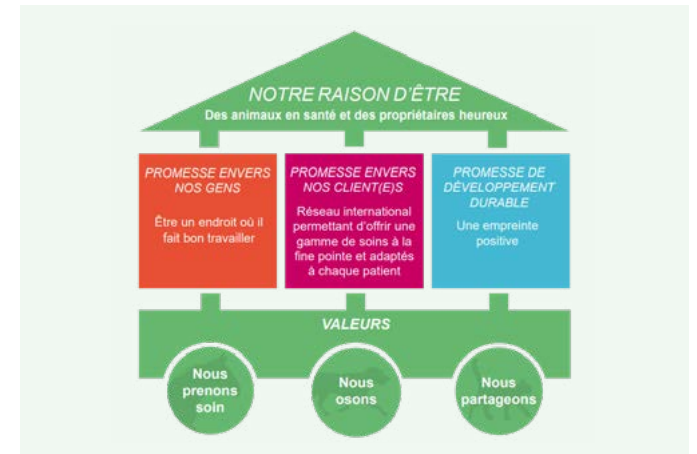 NOTRE RAISON D'ÊTRE
Des animaux en santé et des propriétaires heureux
PROMESSE ENVERS
NOS GENS
Être un endroit où il
fait bon travailler
PROMESSE ENVERS
NOS CLIENT(E)S
Réseau international
permettant d'offrir une
gamme de soins à la
fine pointe et adaptés
à chaque patient
PROMESSE DE
DÉVELOPPEMENT
DURABLE
Une empreinte
positive
VALEURS
Nous
prenons
soin
Nous
osons
Nous
partageons